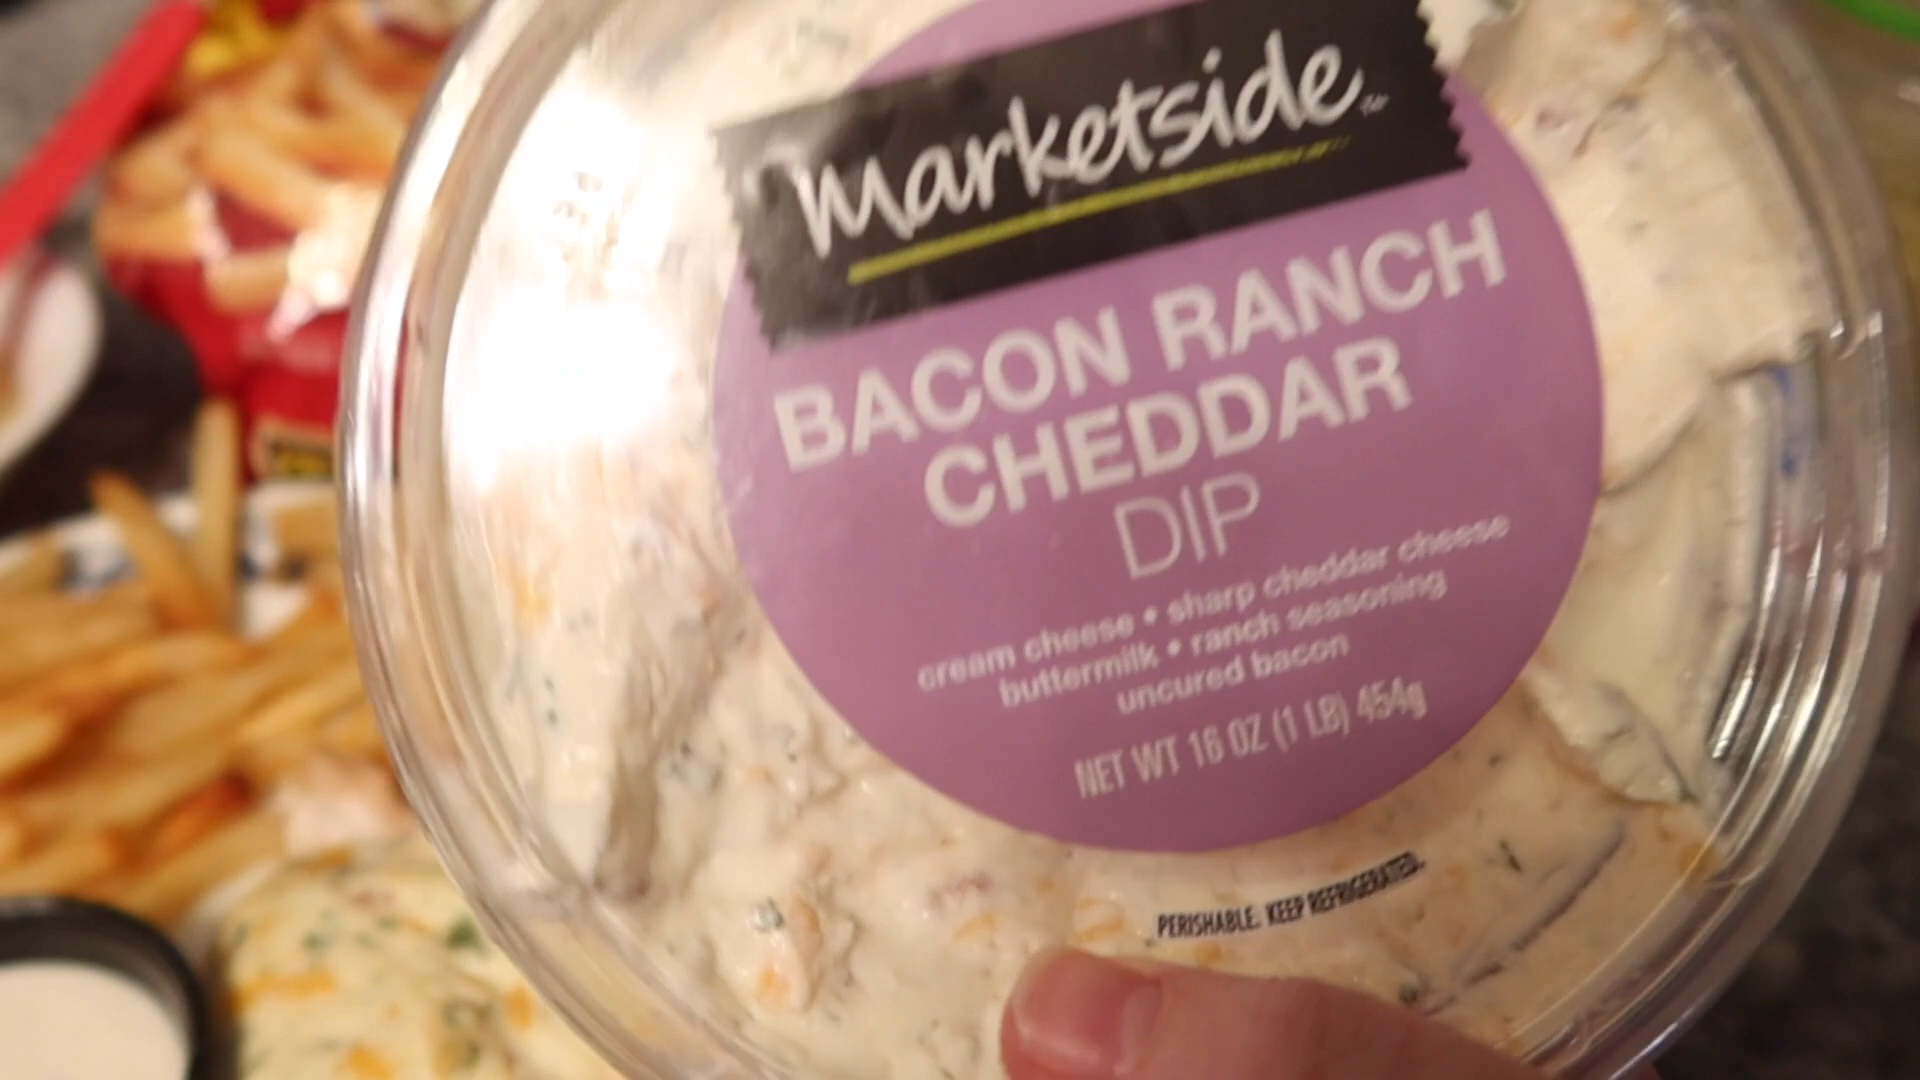 Marketside™
BACON RANCH
CHEDDAR
DIP
cream cheese • sharp cheddar cheese
buttermilk • ranch seasoning
uncured bacon
NET WT 16 OZ (1 LB) 454g
PERISHABLE. KEEP REFRIGERATED.